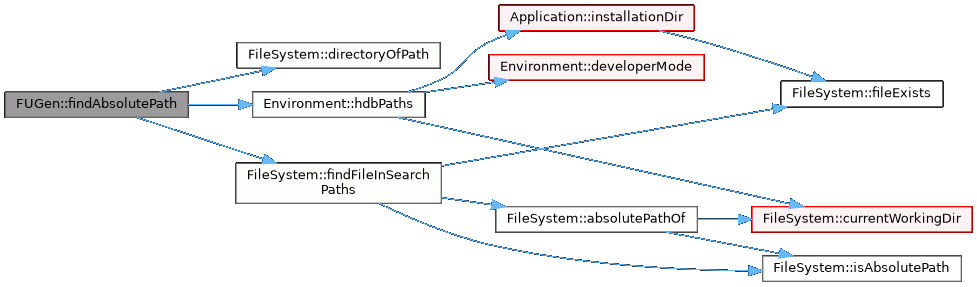 Application::installationDir
FileSystem::directoryOfPath
Environment::developerMode
FileSystem::fileExists
FUGen::findAbsolutePath
Environment::hdbPaths
FileSystem::findFileInSearch
Paths
FileSystem::absolutePathOf
FileSystem::currentWorkingDir
FileSystem::isAbsolutePath